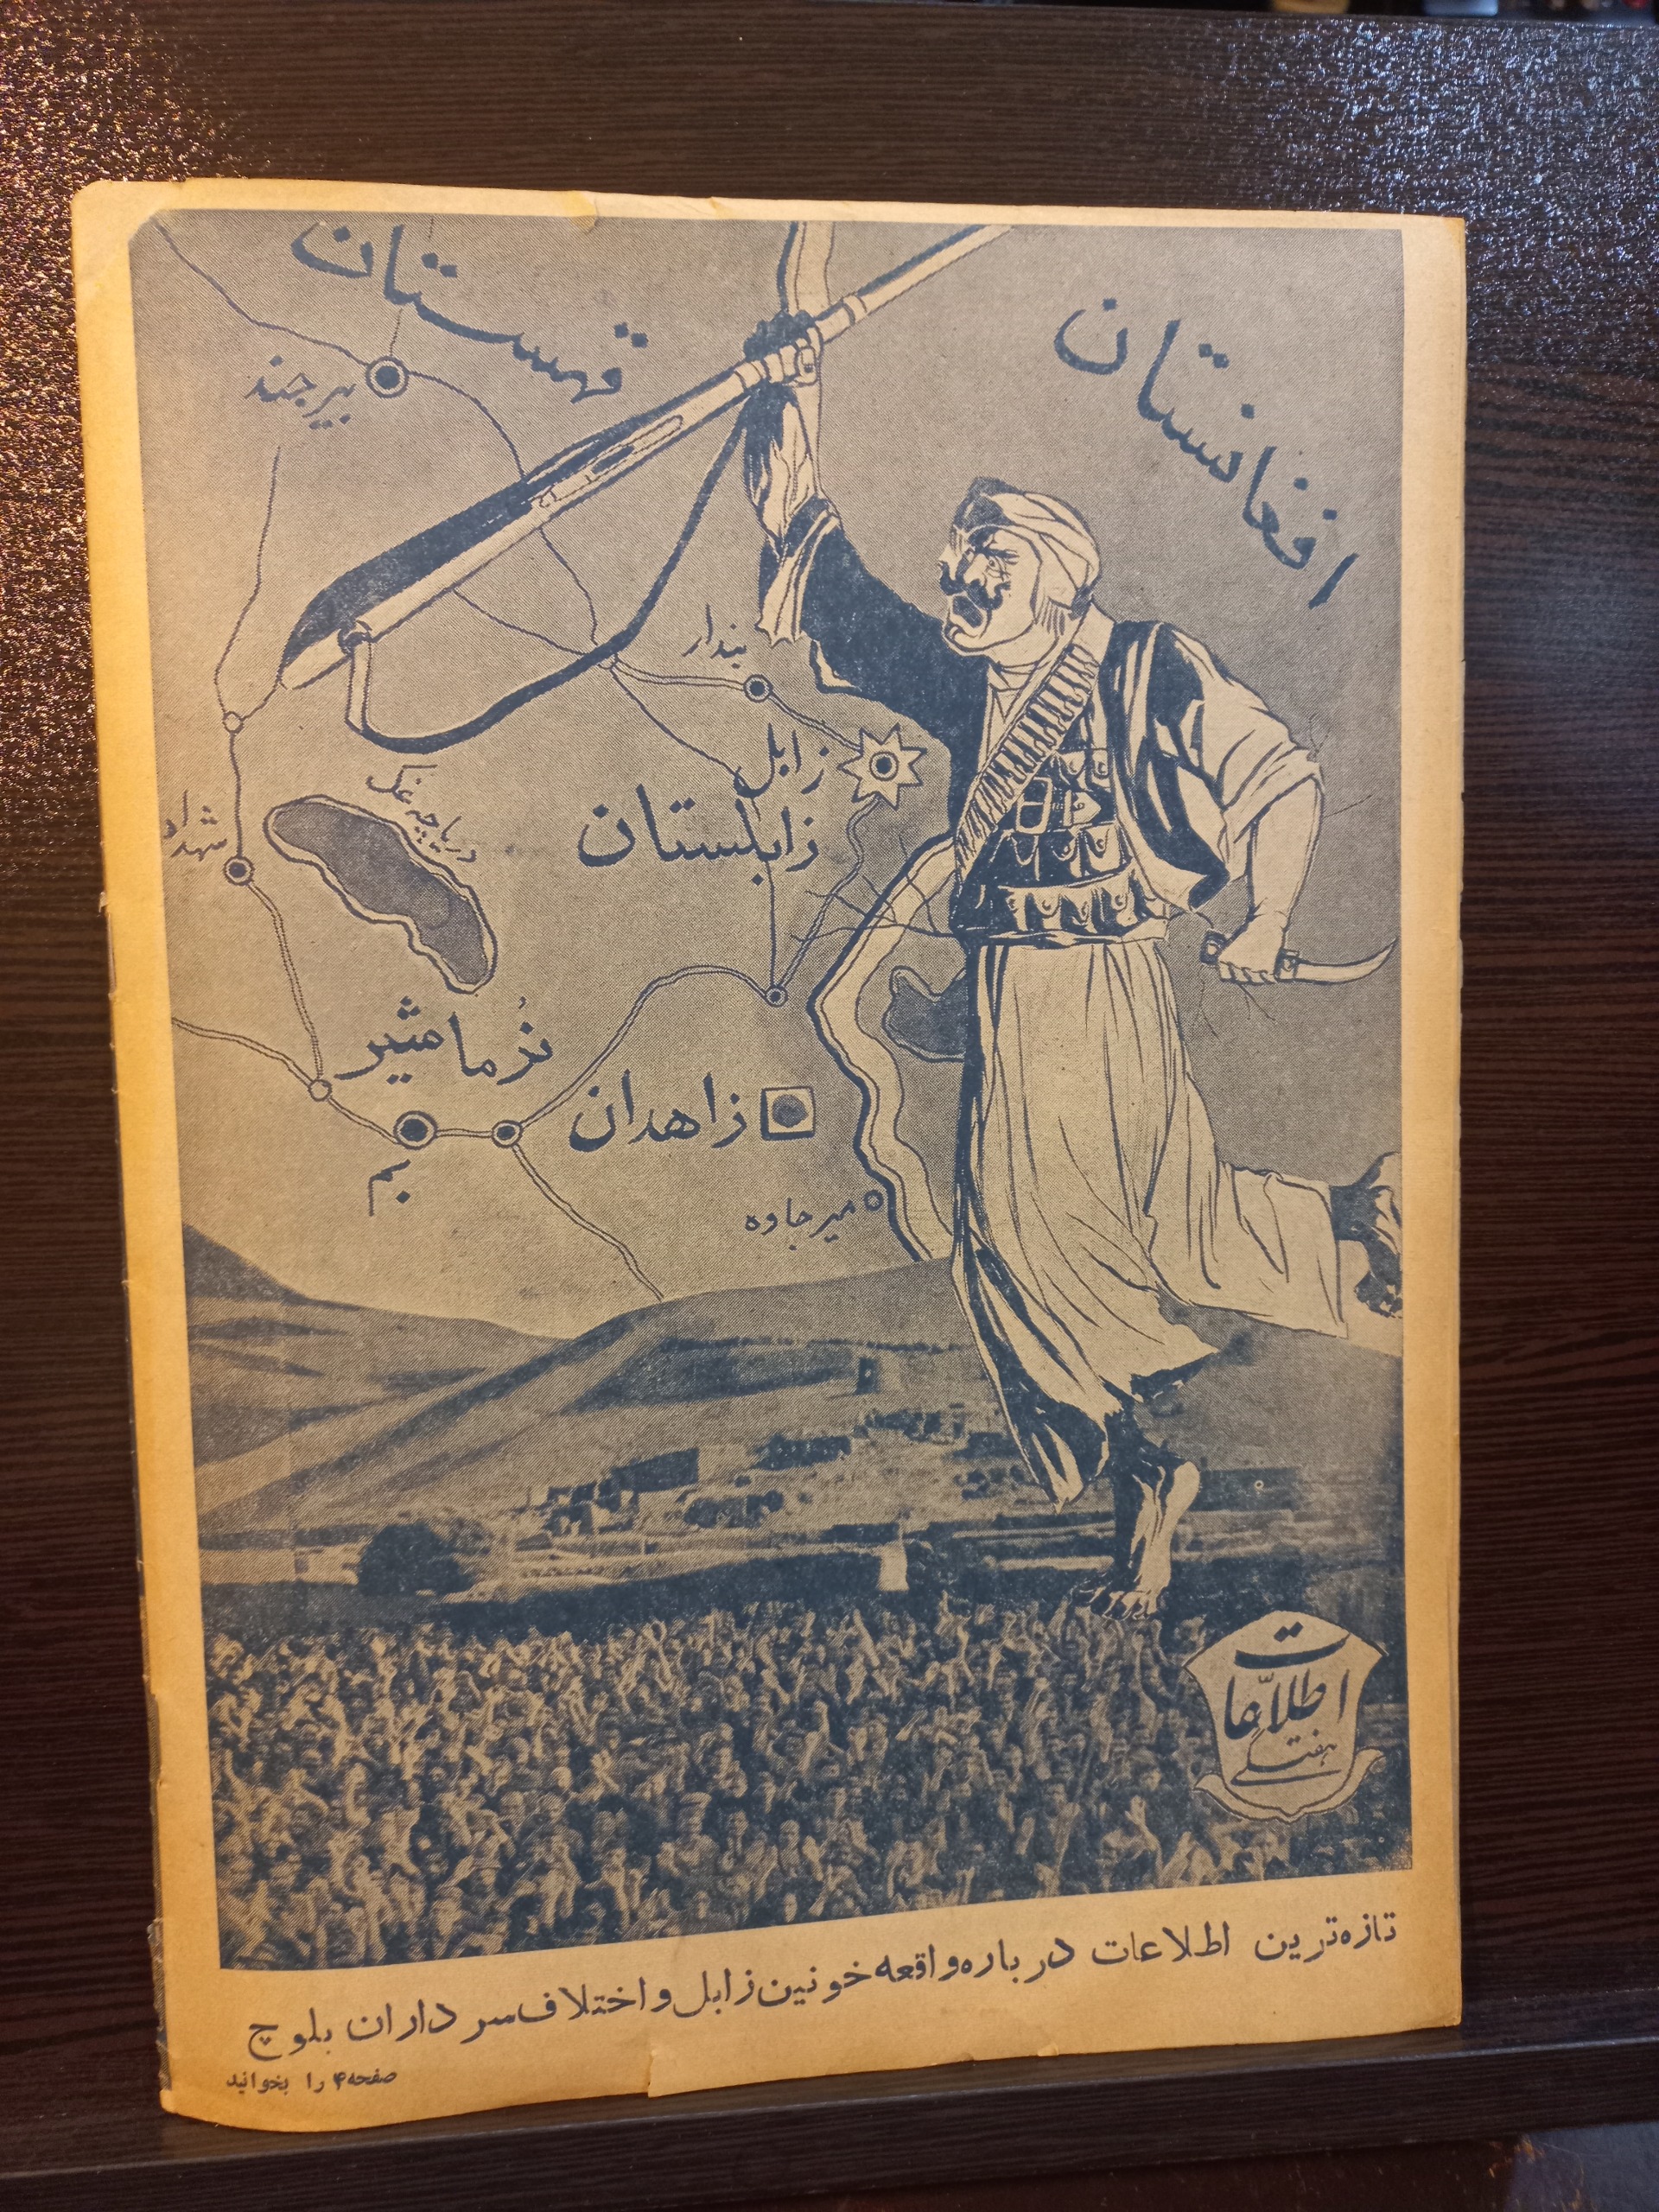 قهستان
افغانستان
بیرجند
بندار
زابل
زابلستان
دریاچه نمک
شهداد
نرماشیر
زاهدان
بم
میرجاوه
اطلاعات
هفتگی
تازه‌ترین اطلاعات درباره واقعه خونین زابل و اختلاف سرداران بلوچ
صفحه ۴ را بخوانید